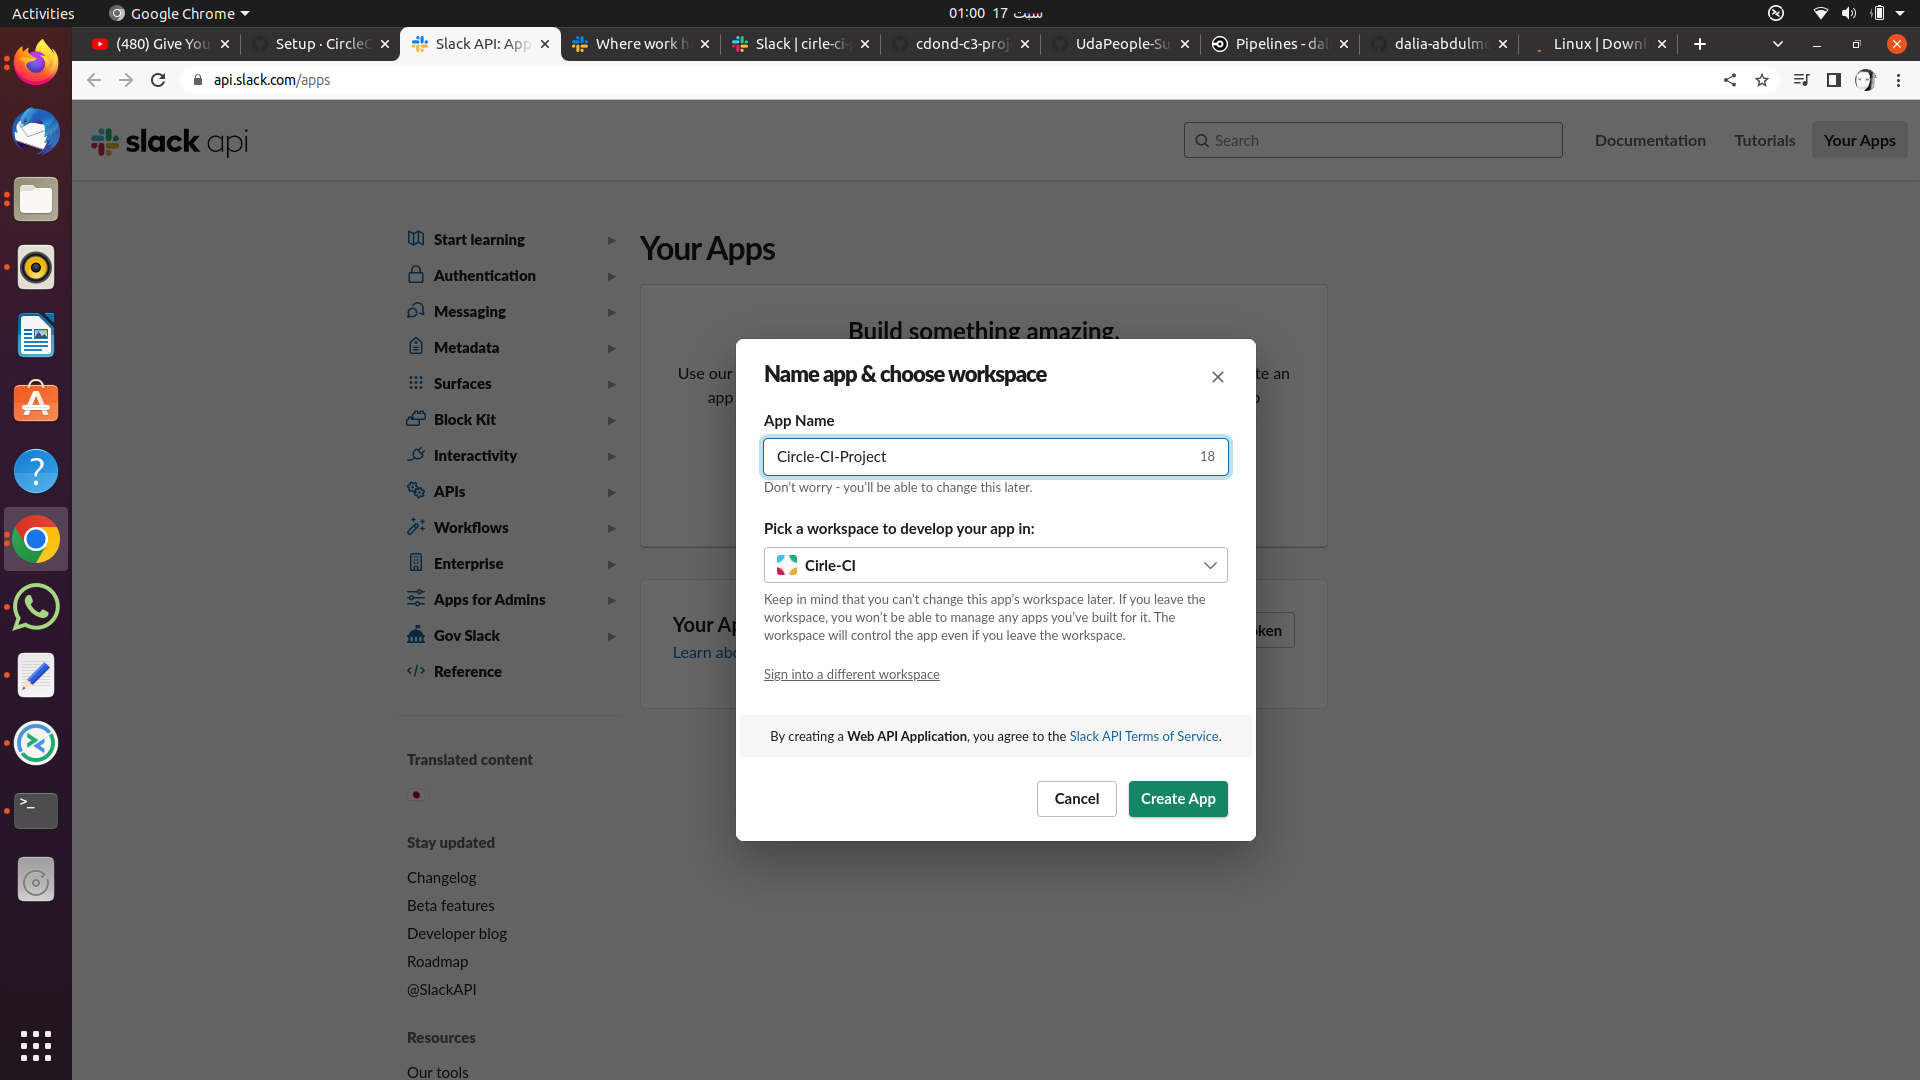 Activities
Google Chrome
01:00 17 سبت
(480) Give You
Setup · CircleC
Slack API: App
Where work h
Slack | cirle-ci-
cdond-c3-proj
UdaPeople-Su
Pipelines - dal
dalia-abdulmo
Linux | Downl
api.slack.com/apps
slack api
Search
Documentation
Tutorials
Your Apps
Start learning
Authentication
Messaging
Metadata
Surfaces
Block Kit
Interactivity
APIs
Workflows
Enterprise
Apps for Admins
Gov Slack
Reference
Translated content
Stay updated
Changelog
Beta features
Developer blog
Roadmap
@SlackAPI
Resources
Our tools
Your Apps
Build something amazing.
Use our
te an
app
Your Ap
Learn abo
ken
Name app & choose workspace
App Name
Circle-CI-Project
18
Don't worry - you'll be able to change this later.
Pick a workspace to develop your app in:
Cirle-CI
Keep in mind that you can't change this app's workspace later. If you leave the
workspace, you won't be able to manage any apps you've built for it. The
workspace will control the app even if you leave the workspace.
Sign into a different workspace
By creating a Web API Application, you agree to the Slack API Terms of Service.
Cancel
Create App